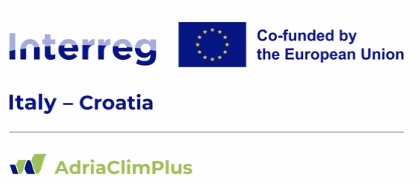 Interreg
Co-funded by
the European Union
Italy – Croatia
AdriaClimPlus